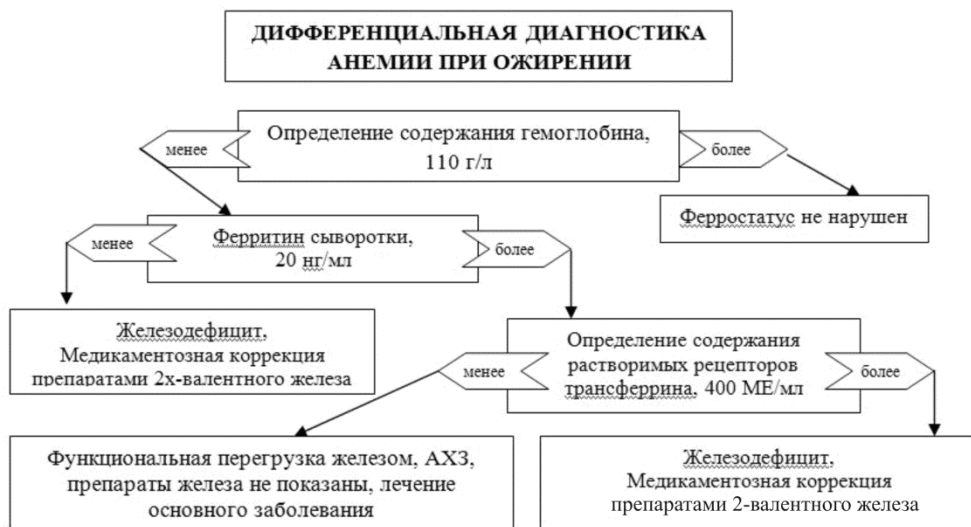 ДИФФЕРЕНЦИАЛЬНАЯ ДИАГНОСТИКА
АНЕМИИ ПРИ ОЖИРЕНИИ
Определение содержания гемоглобина,
110 г/л
менее
более
Ферростатус не нарушен
Ферритин сыворотки,
20 нг/мл
менее
более
Железодефицит,
Медикаментозная коррекция
препаратами 2х-валентного железа
Определение содержания
растворимых рецепторов
трансферрина, 400 МЕ/мл
менее
более
Функциональная перегрузка железом, АХЗ,
препараты железа не показаны, лечение
основного заболевания
Железодефицит,
Медикаментозная коррекция
препаратами 2-валентного железа